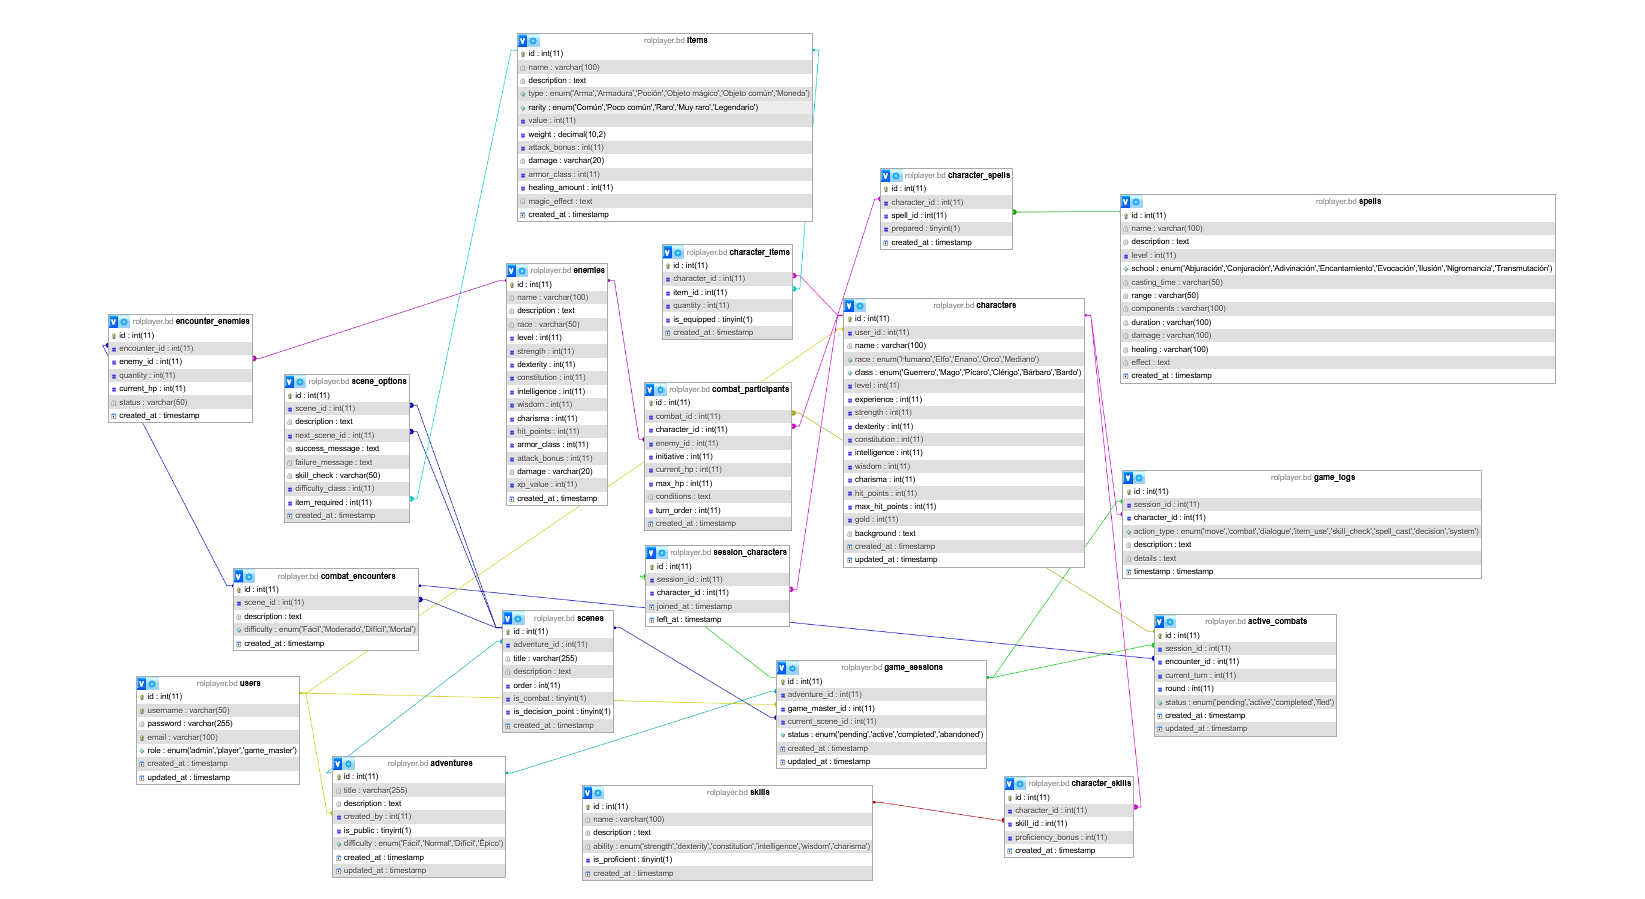 rolplayer.bd items
id : int(11)
name : varchar(100)
description : text
type : enum('Arma','Armadura','Poción','Objeto mágico','Objeto común','Moneda')
rarity : enum('Común','Poco común','Raro','Muy raro','Legendario')
value : int(11)
weight : decimal(10,2)
attack_bonus : int(11)
damage : varchar(20)
armor_class : int(11)
healing_amount : int(11)
magic_effect : text
created_at : timestamp
rolplayer.bd character_spells
id : int(11)
character_id : int(11)
spell_id : int(11)
prepared : tinyint(1)
created_at : timestamp
rolplayer.bd spells
id : int(11)
name : varchar(100)
description : text
level : int(11)
school : enum('Abjuración','Conjuración','Adivinación','Encantamiento','Evocación','Ilusión','Nigromancia','Transmutación')
casting_time : varchar(50)
range : varchar(50)
components : varchar(100)
duration : varchar(100)
damage : varchar(100)
healing : varchar(100)
effect : text
created_at : timestamp
rolplayer.bd character_items
id : int(11)
character_id : int(11)
item_id : int(11)
quantity : int(11)
is_equipped : tinyint(1)
created_at : timestamp
rolplayer.bd enemies
id : int(11)
name : varchar(100)
description : text
race : varchar(50)
level : int(11)
strength : int(11)
dexterity : int(11)
constitution : int(11)
intelligence : int(11)
wisdom : int(11)
charisma : int(11)
hit_points : int(11)
armor_class : int(11)
attack_bonus : int(11)
damage : varchar(20)
xp_value : int(11)
created_at : timestamp
rolplayer.bd characters
id : int(11)
user_id : int(11)
name : varchar(100)
race : enum('Humano','Elfo','Enano','Orco','Mediano')
class : enum('Guerrero','Mago','Pícaro','Clérigo','Bárbaro','Bardo')
level : int(11)
experience : int(11)
strength : int(11)
dexterity : int(11)
constitution : int(11)
intelligence : int(11)
wisdom : int(11)
charisma : int(11)
hit_points : int(11)
max_hit_points : int(11)
gold : int(11)
background : text
created_at : timestamp
updated_at : timestamp
rolplayer.bd encounter_enemies
id : int(11)
encounter_id : int(11)
enemy_id : int(11)
quantity : int(11)
current_hp : int(11)
status : varchar(50)
created_at : timestamp
rolplayer.bd scene_options
id : int(11)
scene_id : int(11)
description : text
next_scene_id : int(11)
success_message : text
failure_message : text
skill_check : varchar(50)
difficulty_class : int(11)
item_required : int(11)
created_at : timestamp
rolplayer.bd combat_participants
id : int(11)
combat_id : int(11)
character_id : int(11)
enemy_id : int(11)
initiative : int(11)
current_hp : int(11)
max_hp : int(11)
conditions : text
turn_order : int(11)
created_at : timestamp
rolplayer.bd game_logs
id : int(11)
session_id : int(11)
character_id : int(11)
action_type : enum('move','combat','dialogue','item_use','skill_check','spell_cast','decision','system')
description : text
details : text
timestamp : timestamp
rolplayer.bd session_characters
id : int(11)
session_id : int(11)
character_id : int(11)
joined_at : timestamp
left_at : timestamp
rolplayer.bd combat_encounters
id : int(11)
scene_id : int(11)
description : text
difficulty : enum('Fácil','Moderado','Difícil','Mortal')
created_at : timestamp
rolplayer.bd scenes
id : int(11)
adventure_id : int(11)
title : varchar(255)
description : text
order : int(11)
is_combat : tinyint(1)
is_decision_point : tinyint(1)
created_at : timestamp
rolplayer.bd active_combats
id : int(11)
session_id : int(11)
encounter_id : int(11)
current_turn : int(11)
round : int(11)
status : enum('pending','active','completed','fled')
created_at : timestamp
updated_at : timestamp
rolplayer.bd game_sessions
id : int(11)
adventure_id : int(11)
game_master_id : int(11)
current_scene_id : int(11)
status : enum('pending','active','completed','abandoned')
created_at : timestamp
updated_at : timestamp
rolplayer.bd users
id : int(11)
username : varchar(50)
password : varchar(255)
email : varchar(100)
role : enum('admin','player','game_master')
created_at : timestamp
updated_at : timestamp
rolplayer.bd adventures
id : int(11)
title : varchar(255)
description : text
created_by : int(11)
is_public : tinyint(1)
difficulty : enum('Fácil','Normal','Difícil','Épico')
created_at : timestamp
updated_at : timestamp
rolplayer.bd skills
id : int(11)
name : varchar(100)
description : text
ability : enum('strength','dexterity','constitution','intelligence','wisdom','charisma')
is_proficient : tinyint(1)
created_at : timestamp
rolplayer.bd character_skills
id : int(11)
character_id : int(11)
skill_id : int(11)
proficiency_bonus : int(11)
created_at : timestamp